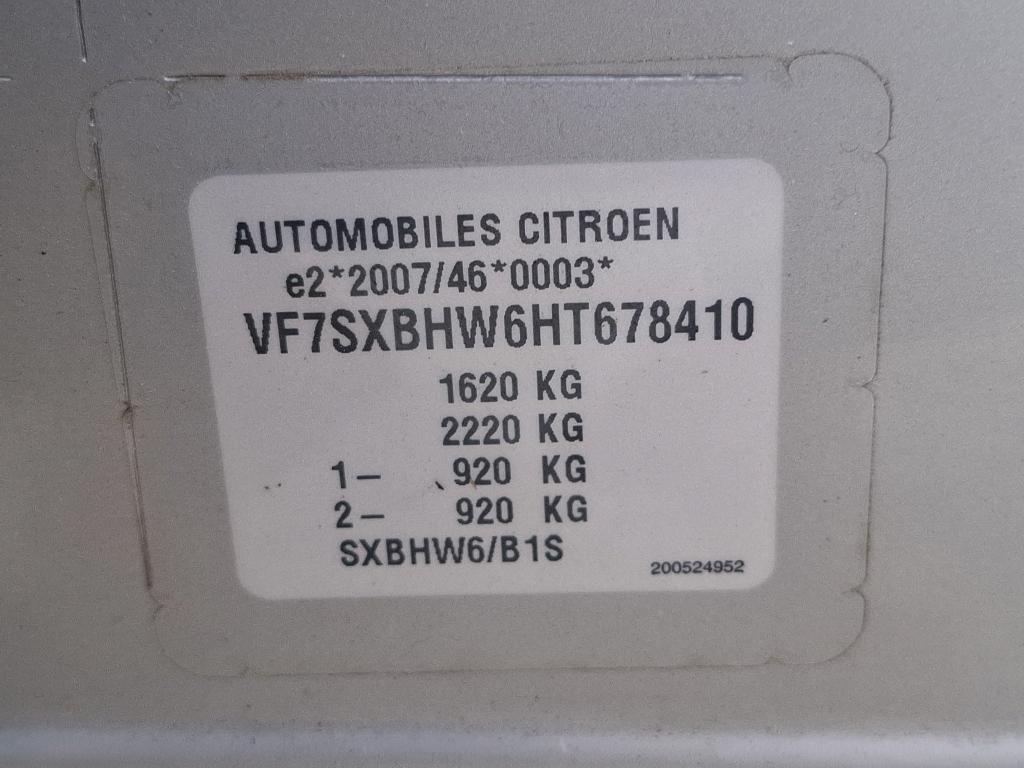 AUTOMOBILES CITROEN
e2*2007/46*0003*
VF7SXBHW6HT678410
1620 KG
2220 KG
1- 920 KG
2- 920 KG
SXBHW6/B1S
200524952